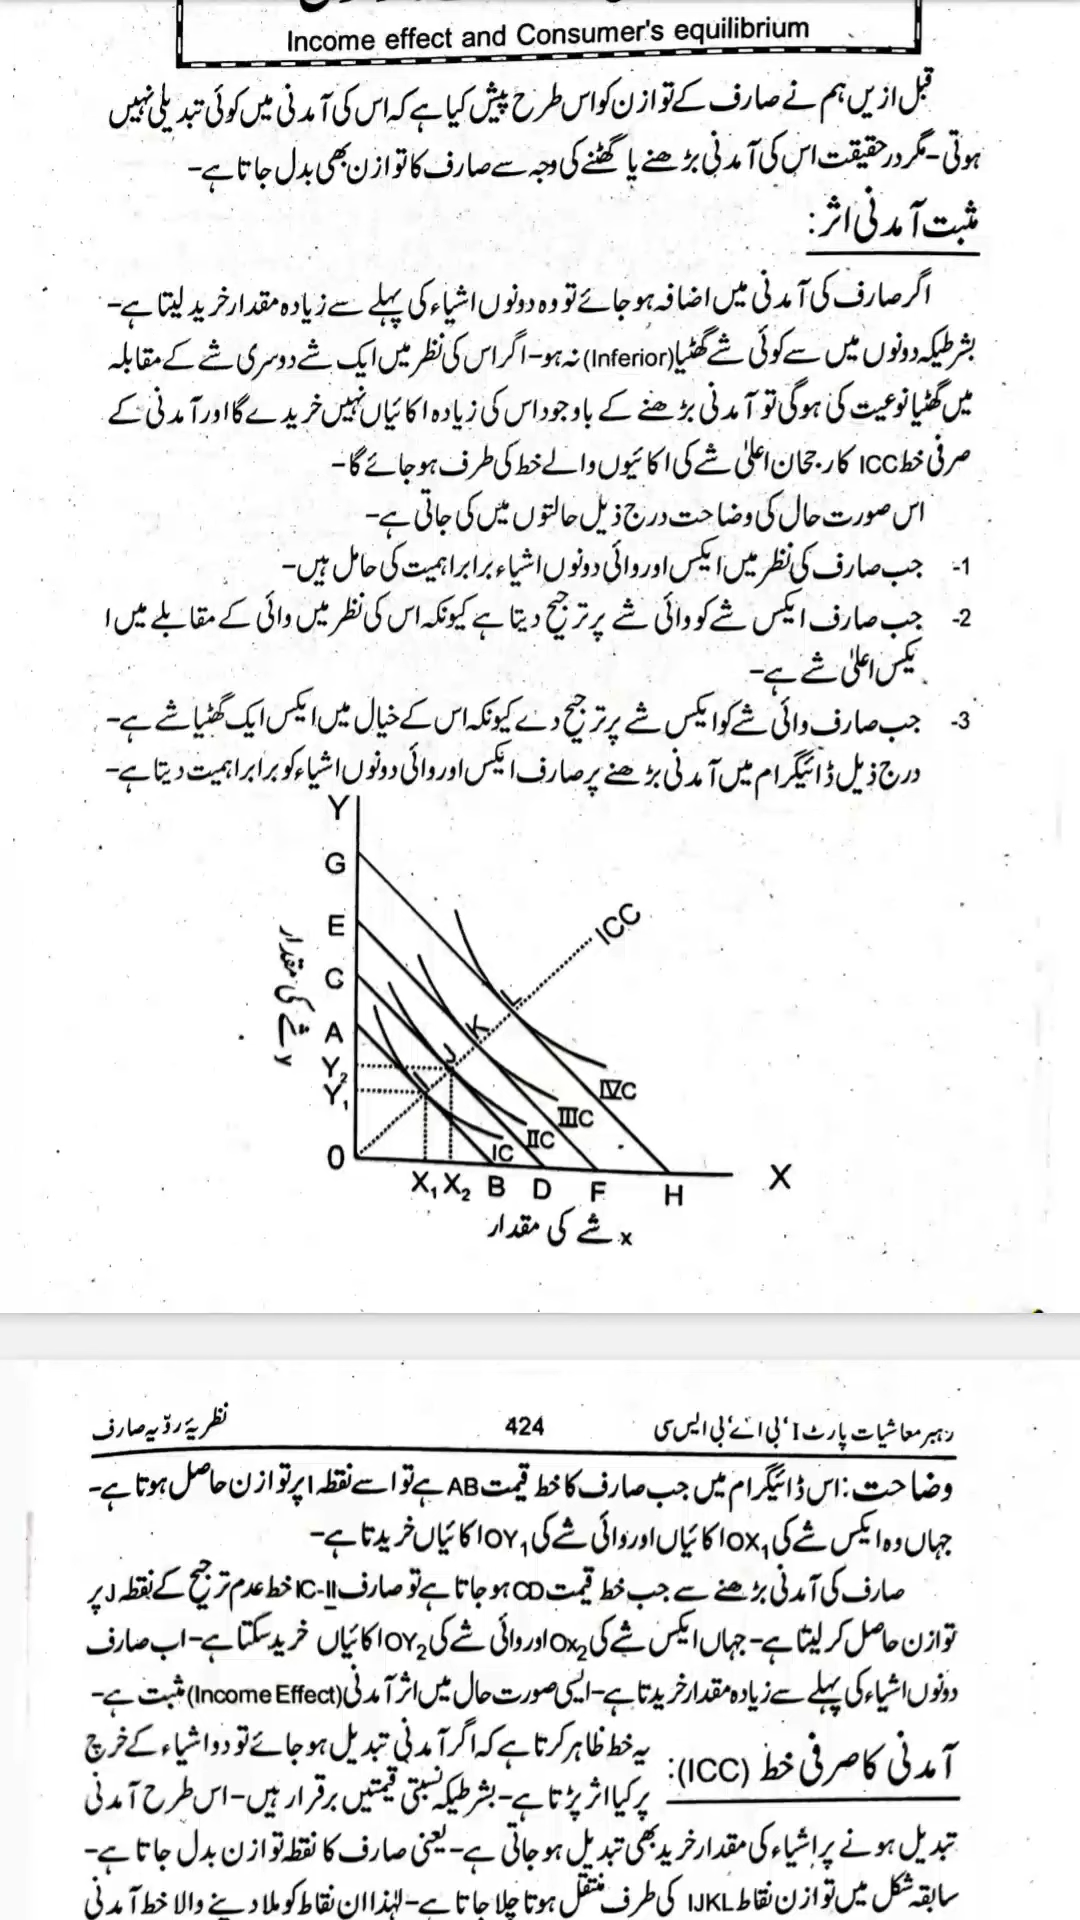 Income effect and Consumer's equilibrium
قبل ازیں ہم نے صارف کے توازن کو اس طرح پیش کیا ہے کہ اس کی آمدنی میں کوئی تبدیلی نہیں
ہوتی- مگر درحقیقت اس کی آمدنی بڑھنے یا گھٹنے کی وجہ سے صارف کا توازن بھی بدل جاتا ہے-
مثبت آمدنی اثر:
اگر صارف کی آمدنی میں اضافہ ہو جائے تو وہ دونوں اشیاء کی پہلے سے زیادہ مقدار خرید لیتا ہے-
بشرطیکہ دونوں میں سے کوئی شے گھٹیا (Inferior) نہ ہو- اگر اس کی نظر میں ایک شے دوسری شے کے مقابلہ
میں گھٹیا نوعیت کی ہوگی تو آمدنی بڑھنے کے باوجود اس کی زیادہ اکائیاں نہیں خریدے گا اور آمدنی کے
صرفی خط ICC کا رجحان اعلیٰ شے کی اکائیوں والے خط کی طرف ہو جائے گا-
اس صورت حال کی وضاحت درج ذیل حالتوں میں کی جاتی ہے-
1- جب صارف کی نظر میں ایکس اور وائی دونوں اشیاء برابر اہمیت کی حامل ہیں-
2- جب صارف ایکس شے کو وائی شے پر ترجیح دیتا ہے کیونکہ اس کی نظر میں وائی کے مقابلے میں ا
یکس اعلیٰ شے ہے-
3- جب صارف وائی شے کو ایکس شے پر ترجیح دے کیونکہ اس کے خیال میں ایکس ایک گھٹیا شے ہے-
درج ذیل ڈائیگرام میں آمدنی بڑھنے پر صارف ایکس اور وائی دونوں اشیاء کو برابر اہمیت دیتا ہے-
Y
G
E
C
A
Y₂
Y₁
O
y شے کی مقدار
ICC
L
K
J
I
IVC
IIIC
IIC
IC
X₁ X₂ B D F H X
x شے کی مقدار
رہبر معاشیات پارٹ I ‘بی اے‘ بی ایس سی 424 نظریۂ روّیہ صارف
وضاحت: اس ڈائیگرام میں جب صارف کا خط قیمت AB ہے تو اسے نقطہ I پر توازن حاصل ہوتا ہے-
جہاں وہ ایکس شے کی OX₁ اکائیاں اور وائی شے کی OY₁ اکائیاں خریدتا ہے-
صارف کی آمدنی بڑھنے سے جب خط قیمت CD ہو جاتا ہے تو صارف IC-II خط عدم ترجیح کے نقطہ J پر
توازن حاصل کر لیتا ہے- جہاں ایکس شے کی OX₂ اور وائی شے کی OY₂ اکائیاں خرید سکتا ہے- اب صارف
دونوں اشیاء کی پہلے سے زیادہ مقدار خریدتا ہے- ایسی صورت حال میں اثر آمدنی (Income Effect) مثبت ہے-
آمدنی کا صرفی خط (ICC): یہ خط ظاہر کرتا ہے کہ اگر آمدنی تبدیل ہو جائے تو دو اشیاء کے خرچ
پر کیا اثر پڑتا ہے- بشرطیکہ نسبتی قیمتیں برقرار ہیں- اس طرح آمدنی
تبدیل ہونے پر اشیاء کی مقدار خرید بھی تبدیل ہو جاتی ہے- یعنی صارف کا نقطہ توازن بدل جاتا ہے-
سابقہ شکل میں توازن نقاط IJKL کی طرف منتقل ہوتا چلا جاتا ہے- لہٰذا ان نقاط کو ملا دینے والا خط آمدنی